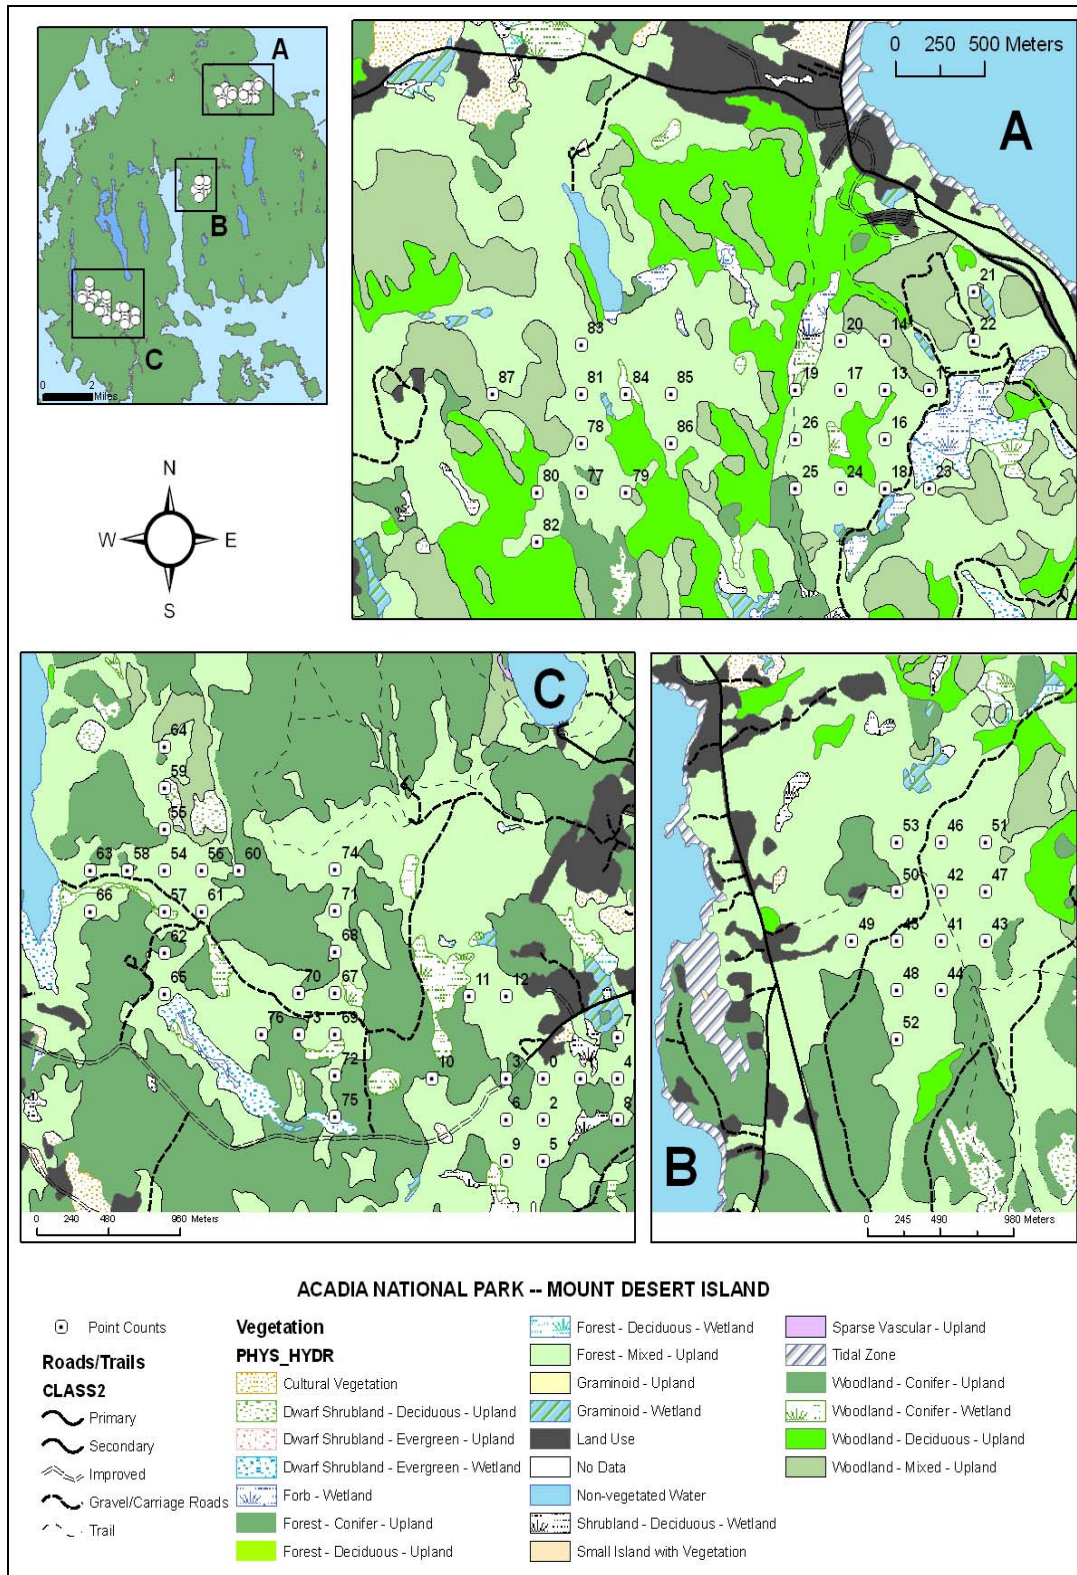 A
B
C
0 2
Miles
N
W E
S
0 250 500 Meters
A
21
20 14 22
83
87 81 84 85 19 17 13 15
78 86 26 16
80 77 79 25 24 18 23
82
C
64
59
55
63 58 54 56 60 74
66 57 61 71
62 68
65 70 67 11 12
76 73 69 7
72 10 3 0 4
75 6 2 8
9 5
0 240 480 960 Meters
53 46 51
50 42 47
49 45 41 43
48 44
52
B
0 245 490 980 Meters
ACADIA NATIONAL PARK -- MOUNT DESERT ISLAND
Point Counts
Roads/Trails
CLASS2
Primary
Secondary
Improved
Gravel/Carriage Roads
Trail
Vegetation
PHYS_HYDR
Cultural Vegetation
Dwarf Shrubland - Deciduous - Upland
Dwarf Shrubland - Evergreen - Upland
Dwarf Shrubland - Evergreen - Wetland
Forb - Wetland
Forest - Conifer - Upland
Forest - Deciduous - Upland
Forest - Deciduous - Wetland
Forest - Mixed - Upland
Graminoid - Upland
Graminoid - Wetland
Land Use
No Data
Non-vegetated Water
Shrubland - Deciduous - Wetland
Small Island with Vegetation
Sparse Vascular - Upland
Tidal Zone
Woodland - Conifer - Upland
Woodland - Conifer - Wetland
Woodland - Deciduous - Upland
Woodland - Mixed - Upland